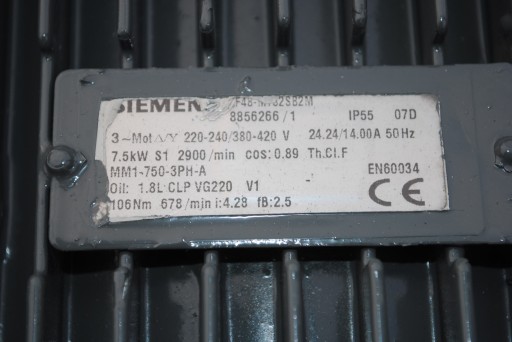 SIEMENS
8856266/1 IP55 07D
3~Mot △/Y 220-240/380-420 V 24.24/14.00A 50Hz
7.5kW S1 2900/min cos:0.89 Th.Cl.F
MM1-750-3PH-A EN60034
Oil: 1.8L CLP VG220 V1 CE
106Nm 678/min i:4.28 fB:2.5